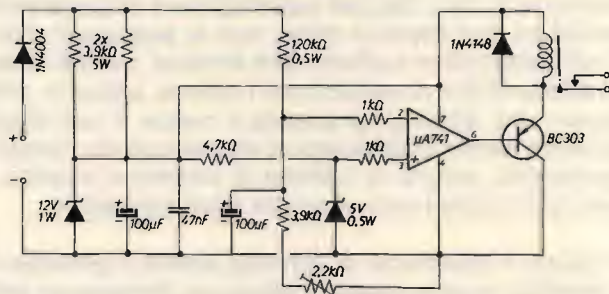 1N4004
2x
3.9kΩ
5W
120kΩ
0,5W
1N4148
1kΩ
2
7
μA741
6
BC303
4,7kΩ
1kΩ
3
4
+
-
12V
1W
+
-
100μF
47nF
+
-
100μF
3,9kΩ
5V
0,5W
2,2kΩ